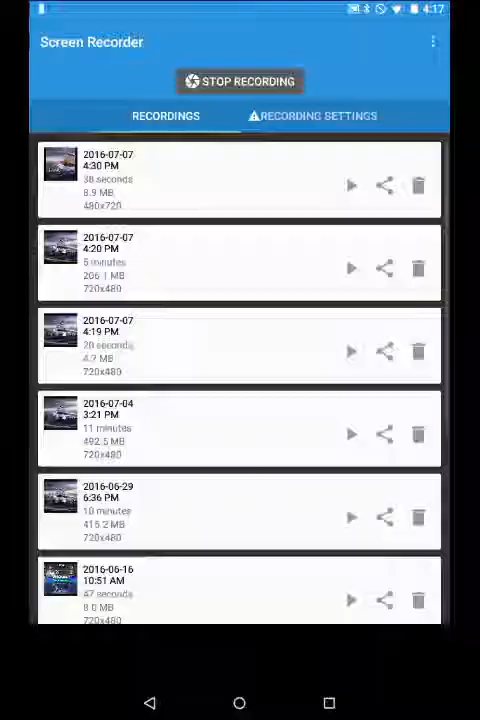 4:17
Screen Recorder
STOP RECORDING
RECORDINGS
RECORDING SETTINGS
2016-07-07
4:30 PM
38 seconds
8.9 MB
480x720
2016-07-07
4:20 PM
5 minutes
206.1 MB
720x480
2016-07-07
4:19 PM
20 seconds
4.7 MB
720x480
2016-07-04
3:21 PM
11 minutes
492.5 MB
720x480
2016-06-29
6:36 PM
10 minutes
415.2 MB
720x480
2016-06-16
10:51 AM
47 seconds
8.0 MB
720x480